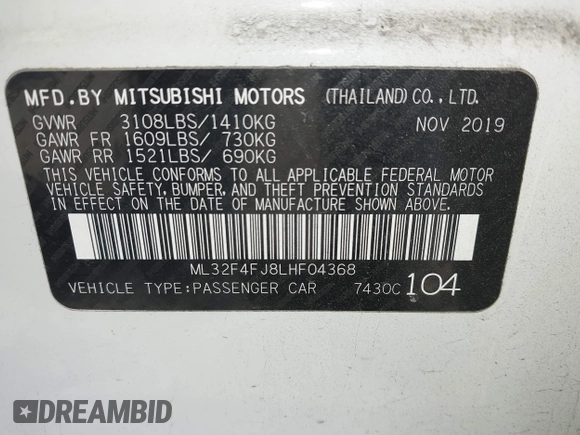 MFD.BY MITSUBISHI MOTORS (THAILAND)CO.,LTD.
GVWR 3108LBS/1410KG NOV 2019
GAWR FR 1609LBS/ 730KG
GAWR RR 1521LBS/ 690KG
THIS VEHICLE CONFORMS TO ALL APPLICABLE FEDERAL MOTOR
VEHICLE SAFETY, BUMPER, AND THEFT PREVENTION STANDARDS
IN EFFECT ON THE DATE OF MANUFACTURE SHOWN ABOVE.
ML32F4FJ8LHF04368
VEHICLE TYPE:PASSENGER CAR 7430C 104
DREAMBID